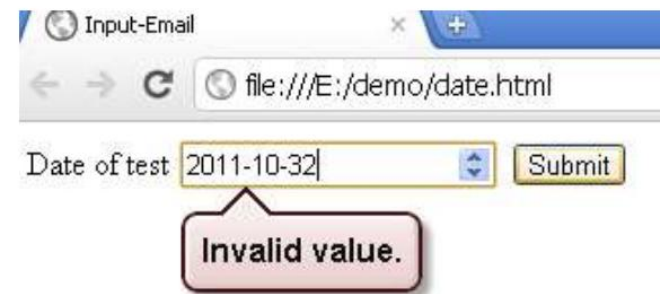 Input-Email
file:///E:/demo/date.html
Date of test 2011-10-32 Submit
Invalid value.